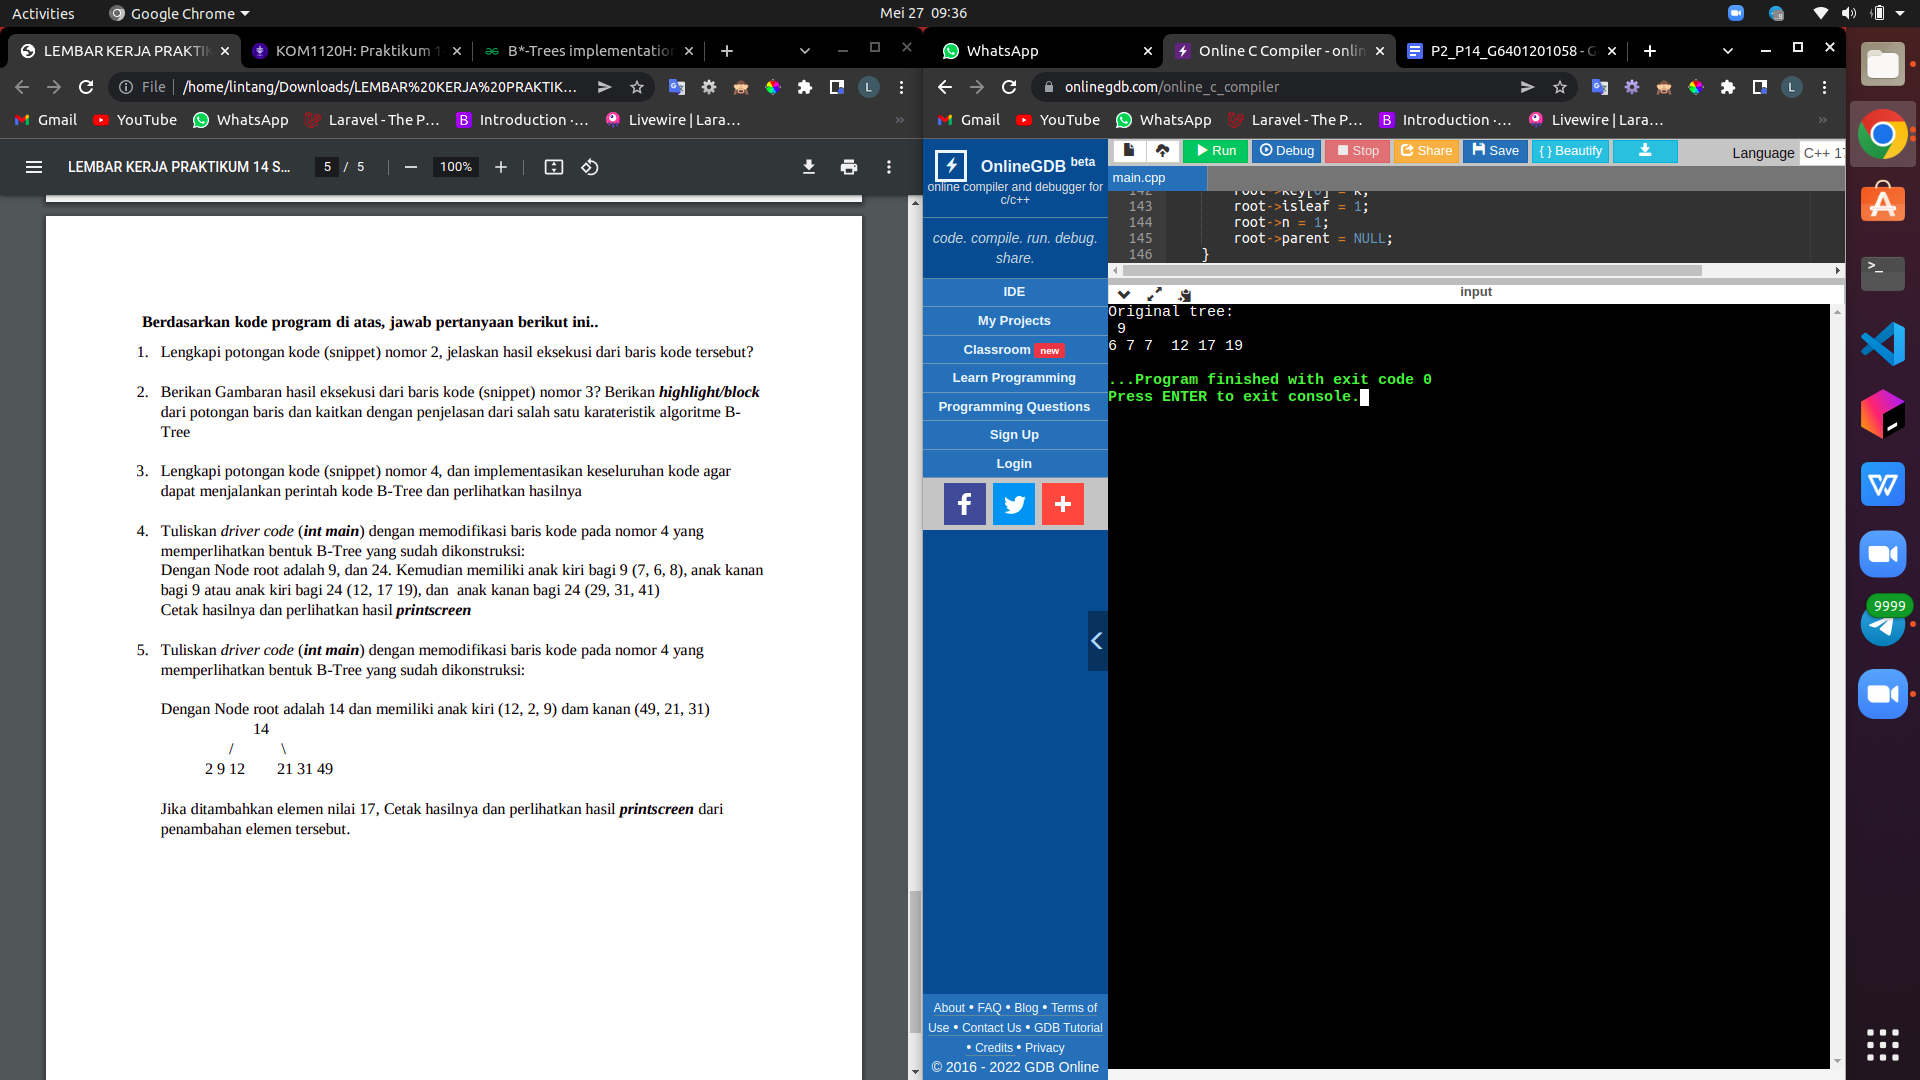 Activities
Google Chrome
Mei 27 09:36
LEMBAR KERJA PRAKTIK
KOM1120H: Praktikum 1
B*-Trees implementation
File
/home/lintang/Downloads/LEMBAR%20KERJA%20PRAKTIK...
L
Gmail
YouTube
WhatsApp
Laravel - The P...
Introduction ·...
Livewire | Lara...
»
LEMBAR KERJA PRAKTIKUM 14 S...
5 / 5
100%
Berdasarkan kode program di atas, jawab pertanyaan berikut ini..
1. Lengkapi potongan kode (snippet) nomor 2, jelaskan hasil eksekusi dari baris kode tersebut?
2. Berikan Gambaran hasil eksekusi dari baris kode (snippet) nomor 3? Berikan highlight/block
dari potongan baris dan kaitkan dengan penjelasan dari salah satu karateristik algoritme B-
Tree
3. Lengkapi potongan kode (snippet) nomor 4, dan implementasikan keseluruhan kode agar
dapat menjalankan perintah kode B-Tree dan perlihatkan hasilnya
4. Tuliskan driver code (int main) dengan memodifikasi baris kode pada nomor 4 yang
memperlihatkan bentuk B-Tree yang sudah dikonstruksi:
Dengan Node root adalah 9, dan 24. Kemudian memiliki anak kiri bagi 9 (7, 6, 8), anak kanan
bagi 9 atau anak kiri bagi 24 (12, 17 19), dan anak kanan bagi 24 (29, 31, 41)
Cetak hasilnya dan perlihatkan hasil printscreen
5. Tuliskan driver code (int main) dengan memodifikasi baris kode pada nomor 4 yang
memperlihatkan bentuk B-Tree yang sudah dikonstruksi:
Dengan Node root adalah 14 dan memiliki anak kiri (12, 2, 9) dam kanan (49, 21, 31)
14
/ \
2 9 12 21 31 49
Jika ditambahkan elemen nilai 17, Cetak hasilnya dan perlihatkan hasil printscreen dari
penambahan elemen tersebut.
WhatsApp
Online C Compiler - onlin
P2_P14_G6401201058 - G
onlinegdb.com/online_c_compiler
L
Gmail
YouTube
WhatsApp
Laravel - The P...
Introduction ·...
Livewire | Lara...
»
OnlineGDB beta
online compiler and debugger for
c/c++
code. compile. run. debug.
share.
IDE
My Projects
Classroom new
Learn Programming
Programming Questions
Sign Up
Login
About • FAQ • Blog • Terms of
Use • Contact Us • GDB Tutorial
• Credits • Privacy
© 2016 - 2022 GDB Online
Run
Debug
Stop
Share
Save
{ } Beautify
Language C++ 17
main.cpp
142 root->key[0] = k;
143 root->isleaf = 1;
144 root->n = 1;
145 root->parent = NULL;
146 }
input
Original tree:
9
6 7 7 12 17 19
...Program finished with exit code 0
Press ENTER to exit console.
9999